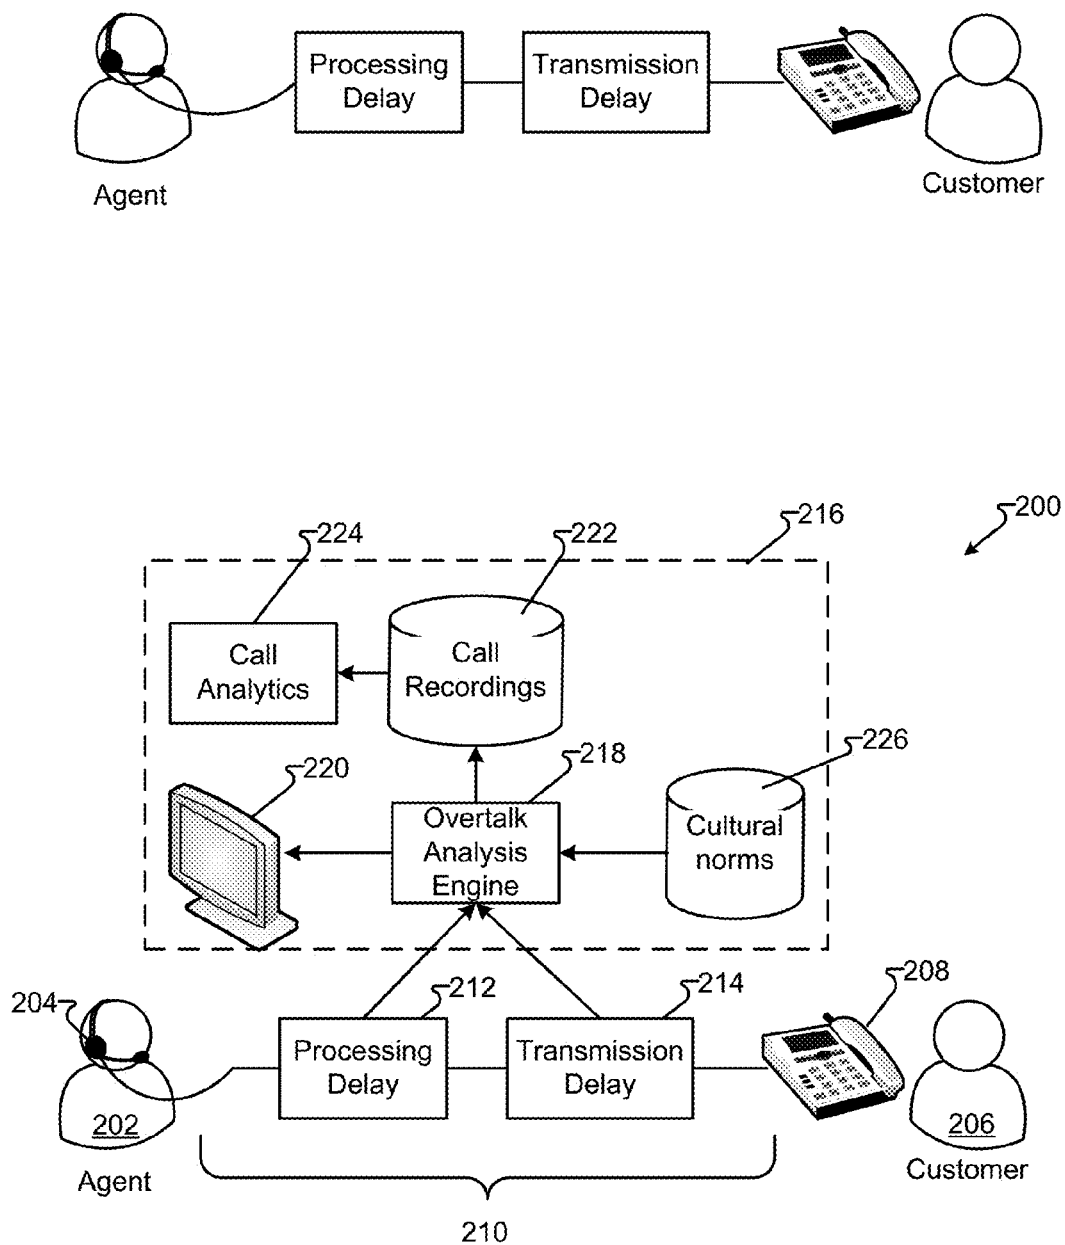 Processing
Delay
Transmission
Delay
Agent
Customer
200
216
224
222
Call
Analytics
Call
Recordings
226
218
220
Overtalk
Analysis
Engine
Cultural
norms
204
212
214
208
Processing
Delay
Transmission
Delay
202
206
Agent
Customer
210